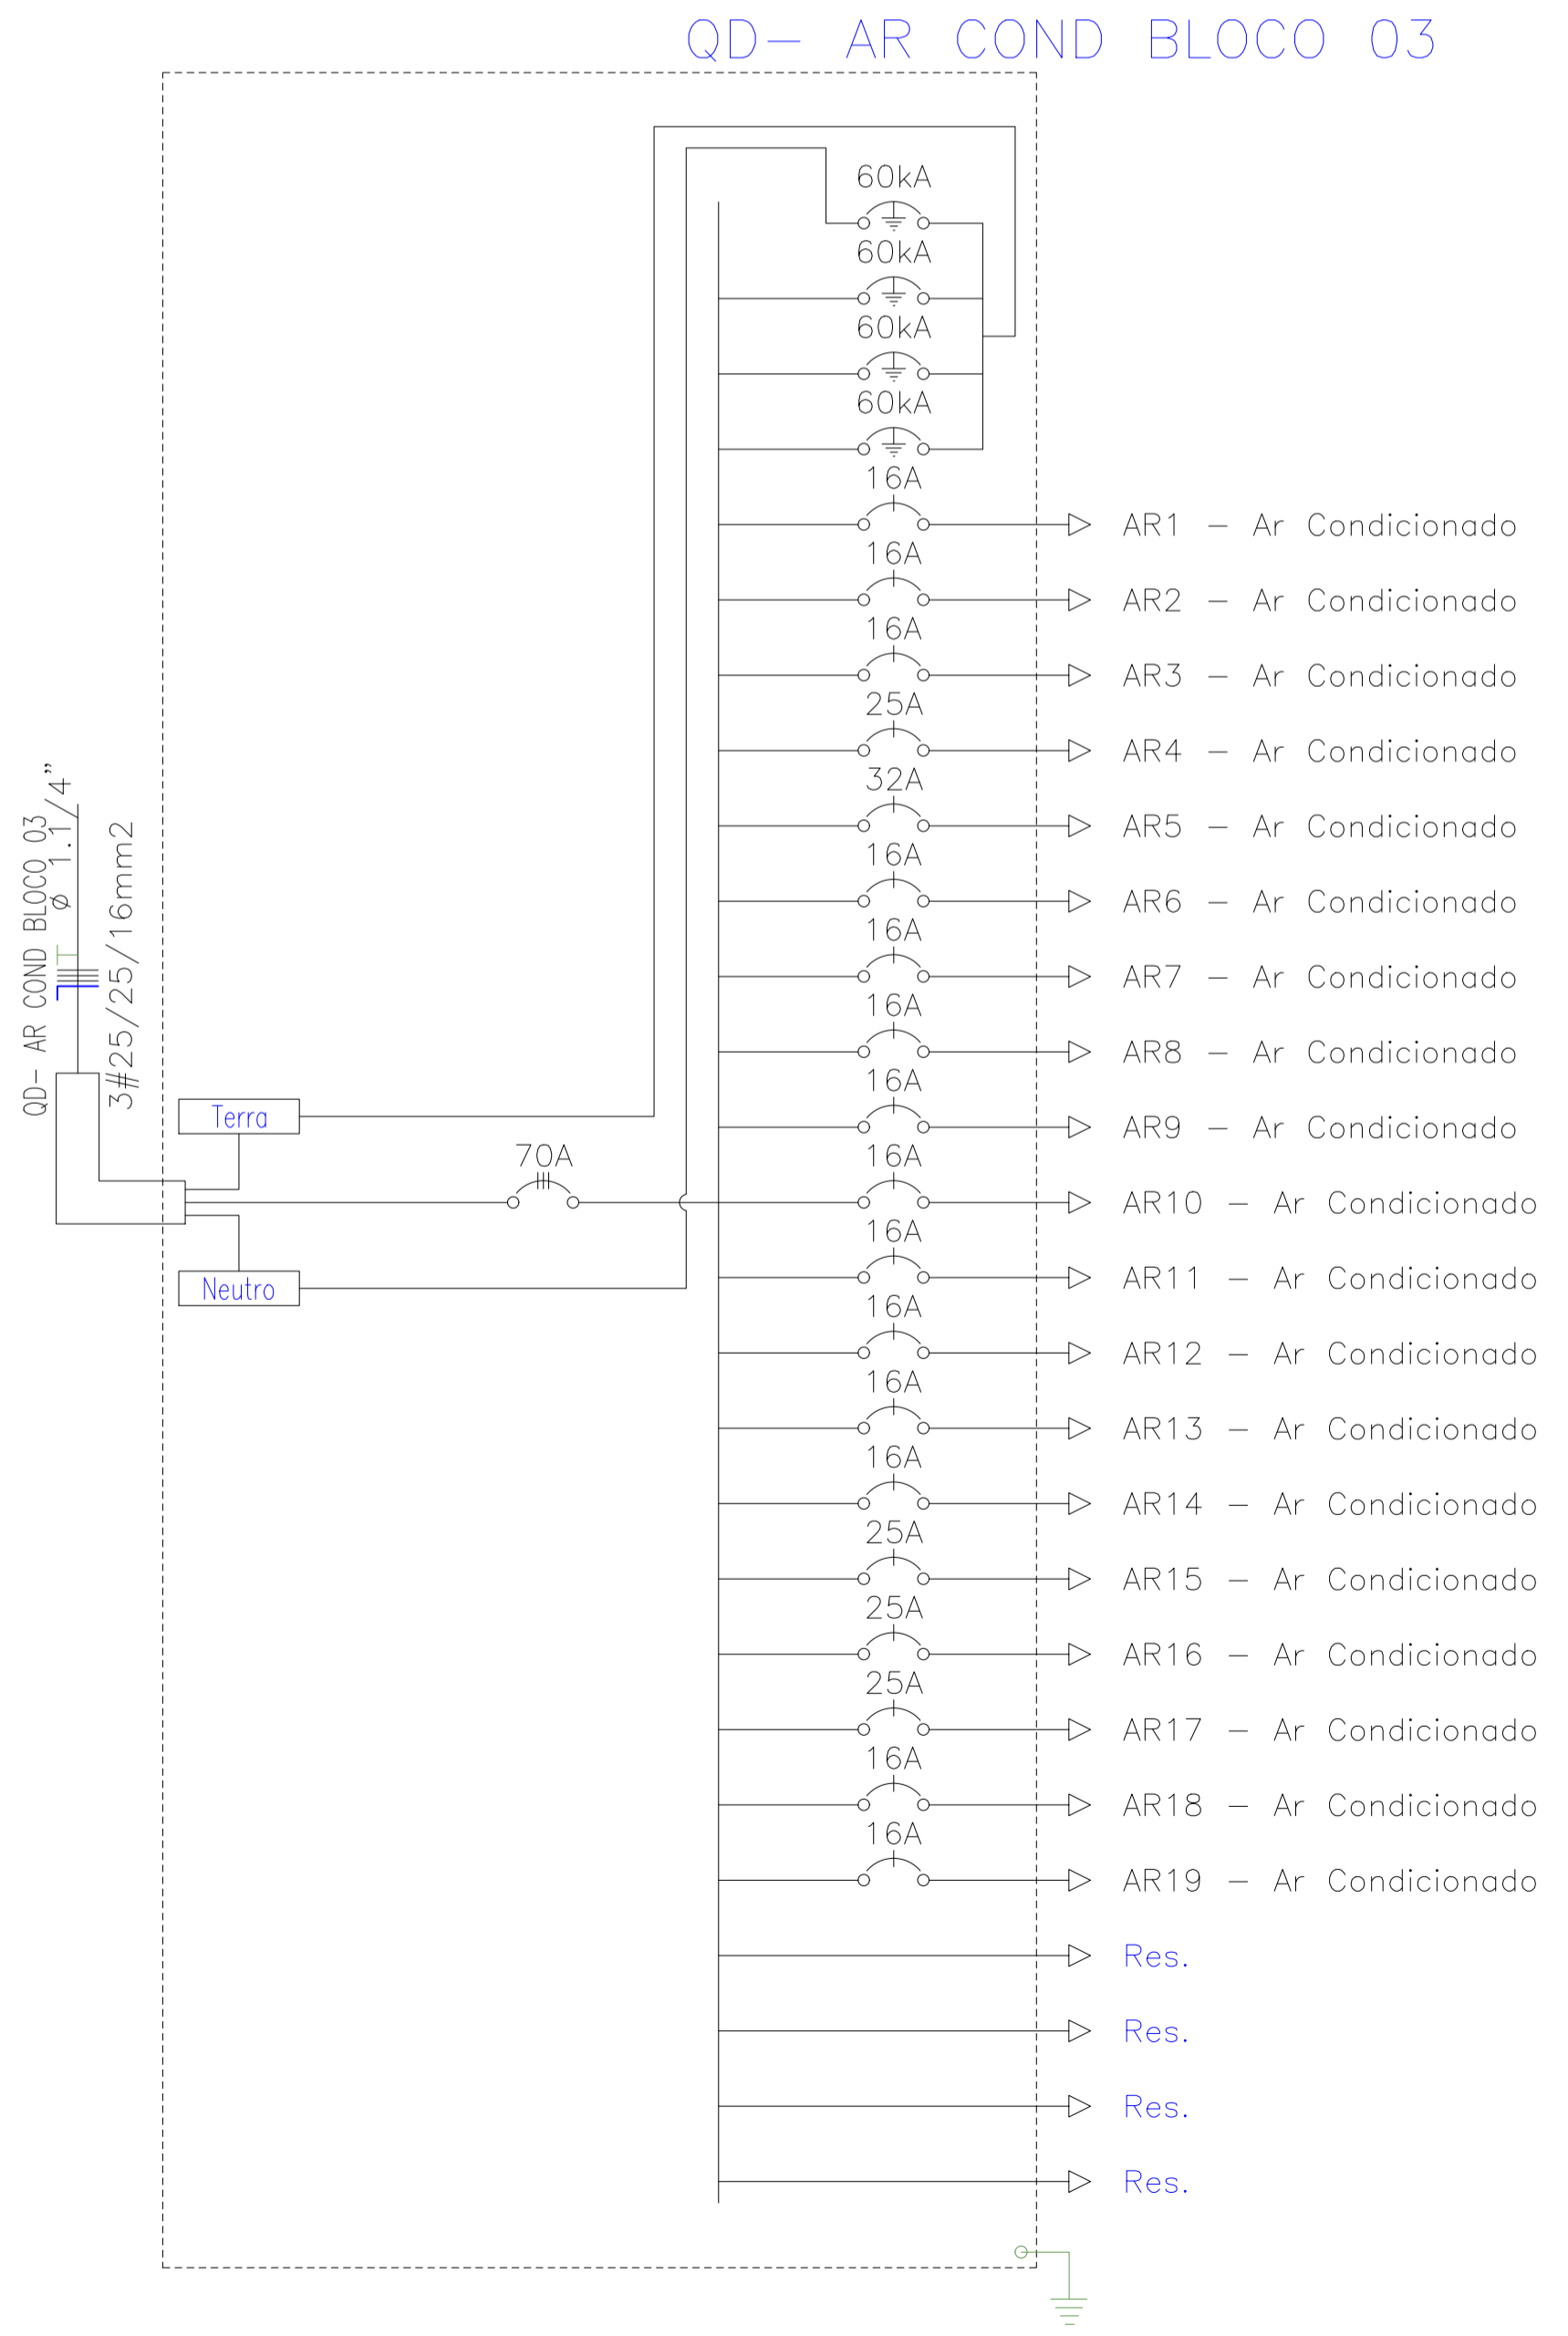 QD- AR COND BLOCO 03
60kA
60kA
60kA
60kA
16A
AR1 - Ar Condicionado
16A
AR2 - Ar Condicionado
16A
AR3 - Ar Condicionado
25A
AR4 - Ar Condicionado
32A
AR5 - Ar Condicionado
16A
AR6 - Ar Condicionado
16A
AR7 - Ar Condicionado
16A
AR8 - Ar Condicionado
16A
AR9 - Ar Condicionado
16A
AR10 - Ar Condicionado
16A
AR11 - Ar Condicionado
16A
AR12 - Ar Condicionado
16A
AR13 - Ar Condicionado
16A
AR14 - Ar Condicionado
25A
AR15 - Ar Condicionado
25A
AR16 - Ar Condicionado
25A
AR17 - Ar Condicionado
16A
AR18 - Ar Condicionado
16A
AR19 - Ar Condicionado
Res.
Res.
Res.
Res.
QD- AR COND BLOCO 03
ø 1.1/4"
3#25/25/16mm2
Terra
70A
Neutro